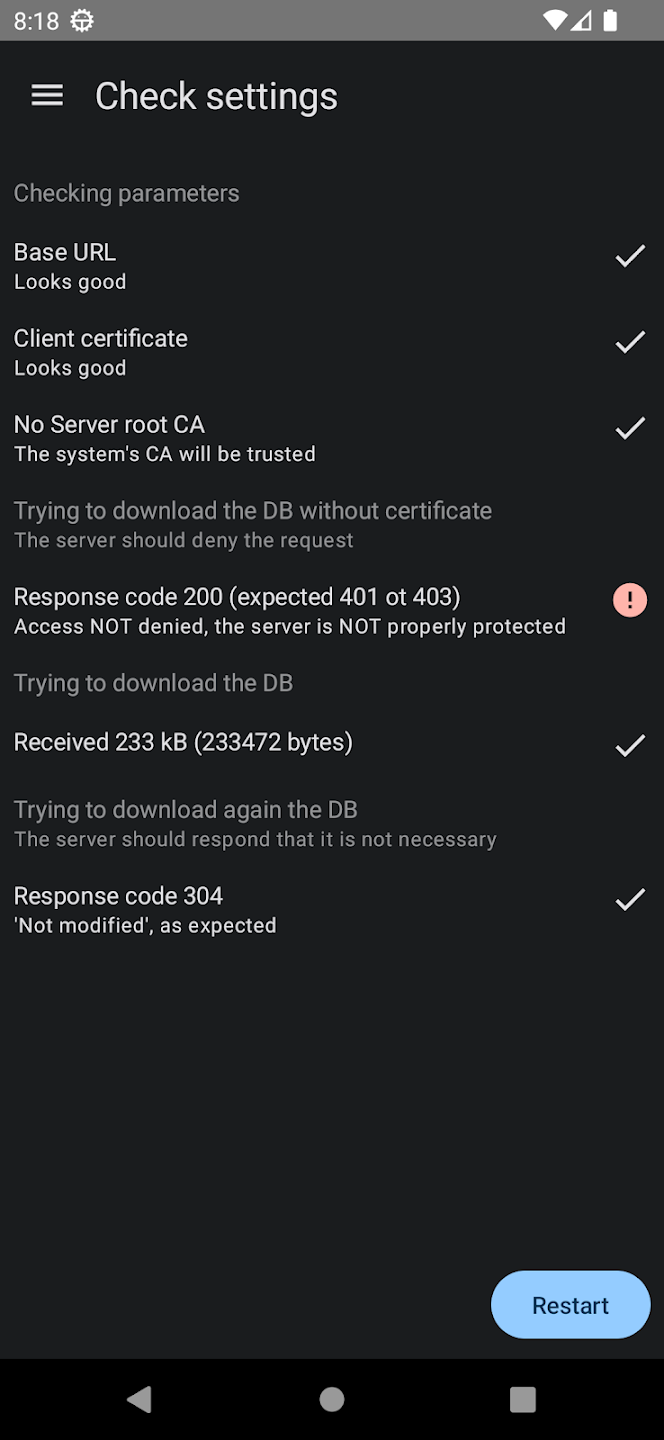 8:18
Check settings
Checking parameters
Base URL
Looks good
Client certificate
Looks good
No Server root CA
The system's CA will be trusted
Trying to download the DB without certificate
The server should deny the request
Response code 200 (expected 401 ot 403)
Access NOT denied, the server is NOT properly protected
Trying to download the DB
Received 233 kB (233472 bytes)
Trying to download again the DB
The server should respond that it is not necessary
Response code 304
'Not modified', as expected
Restart